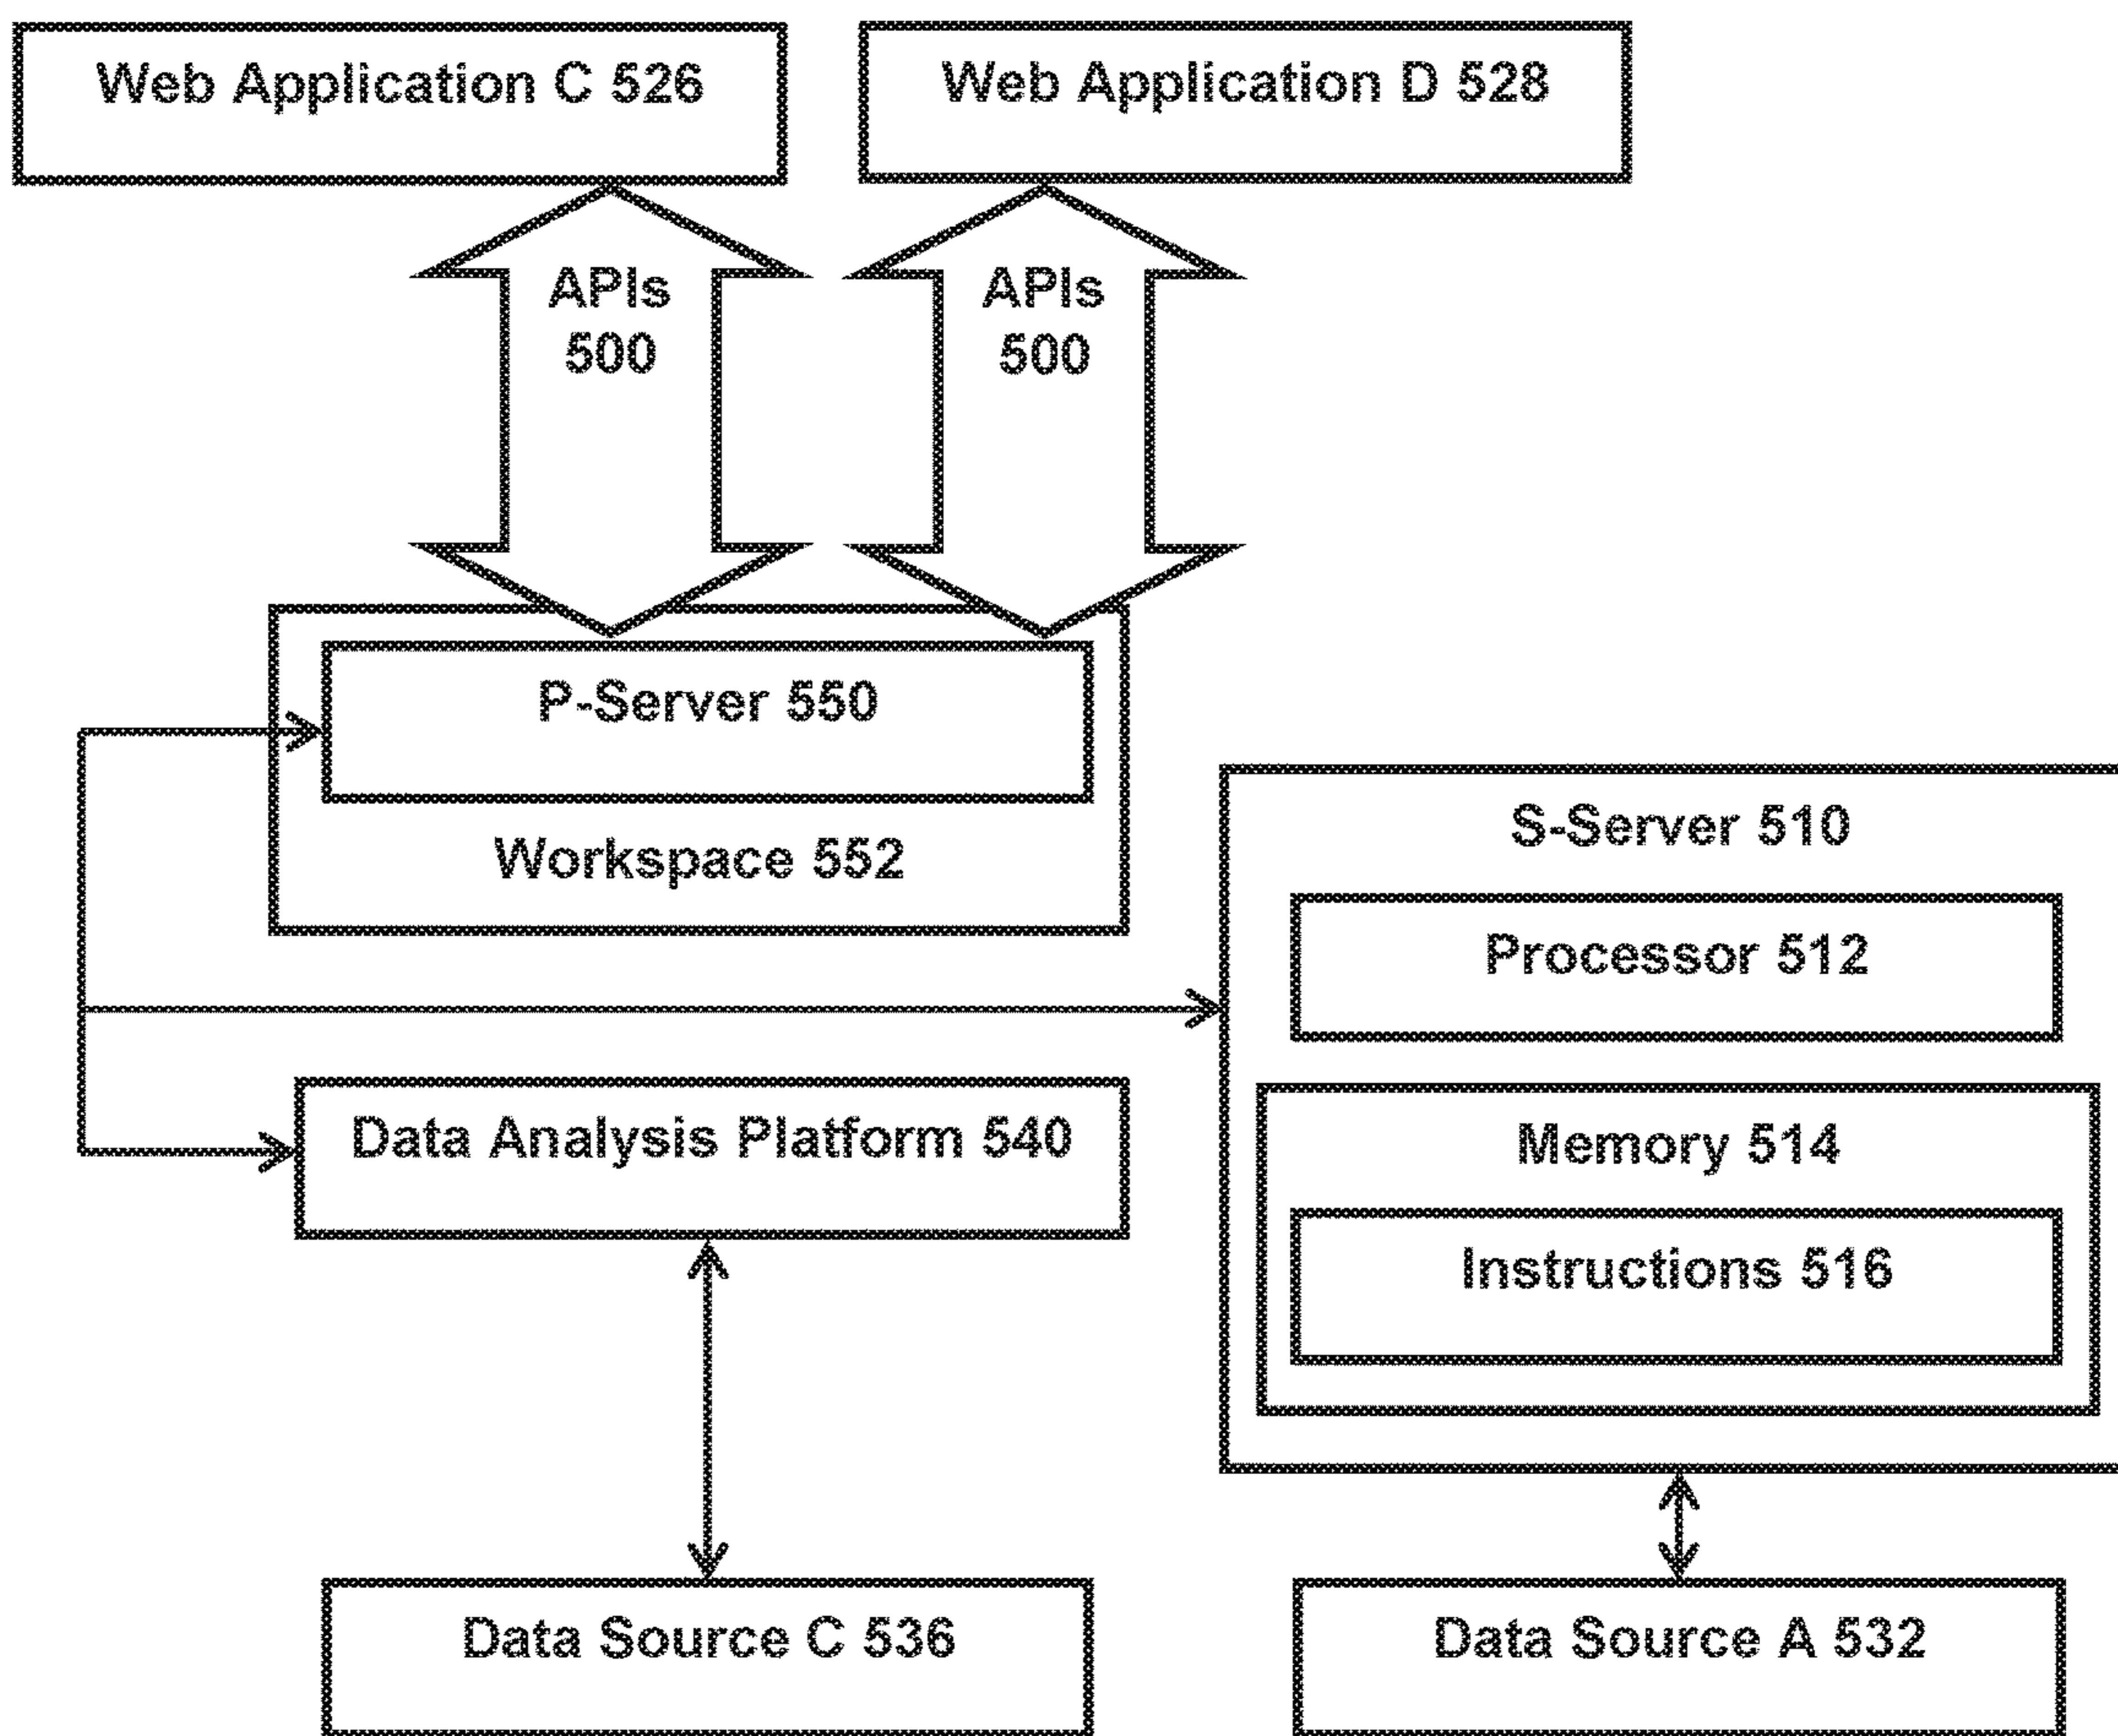 Web Application C 526
Web Application D 528
APIs
500
APIs
500
P-Server 550
Workspace 552
S-Server 510
Processor 512
Data Analysis Platform 540
Memory 514
Instructions 516
Data Source C 536
Data Source A 532